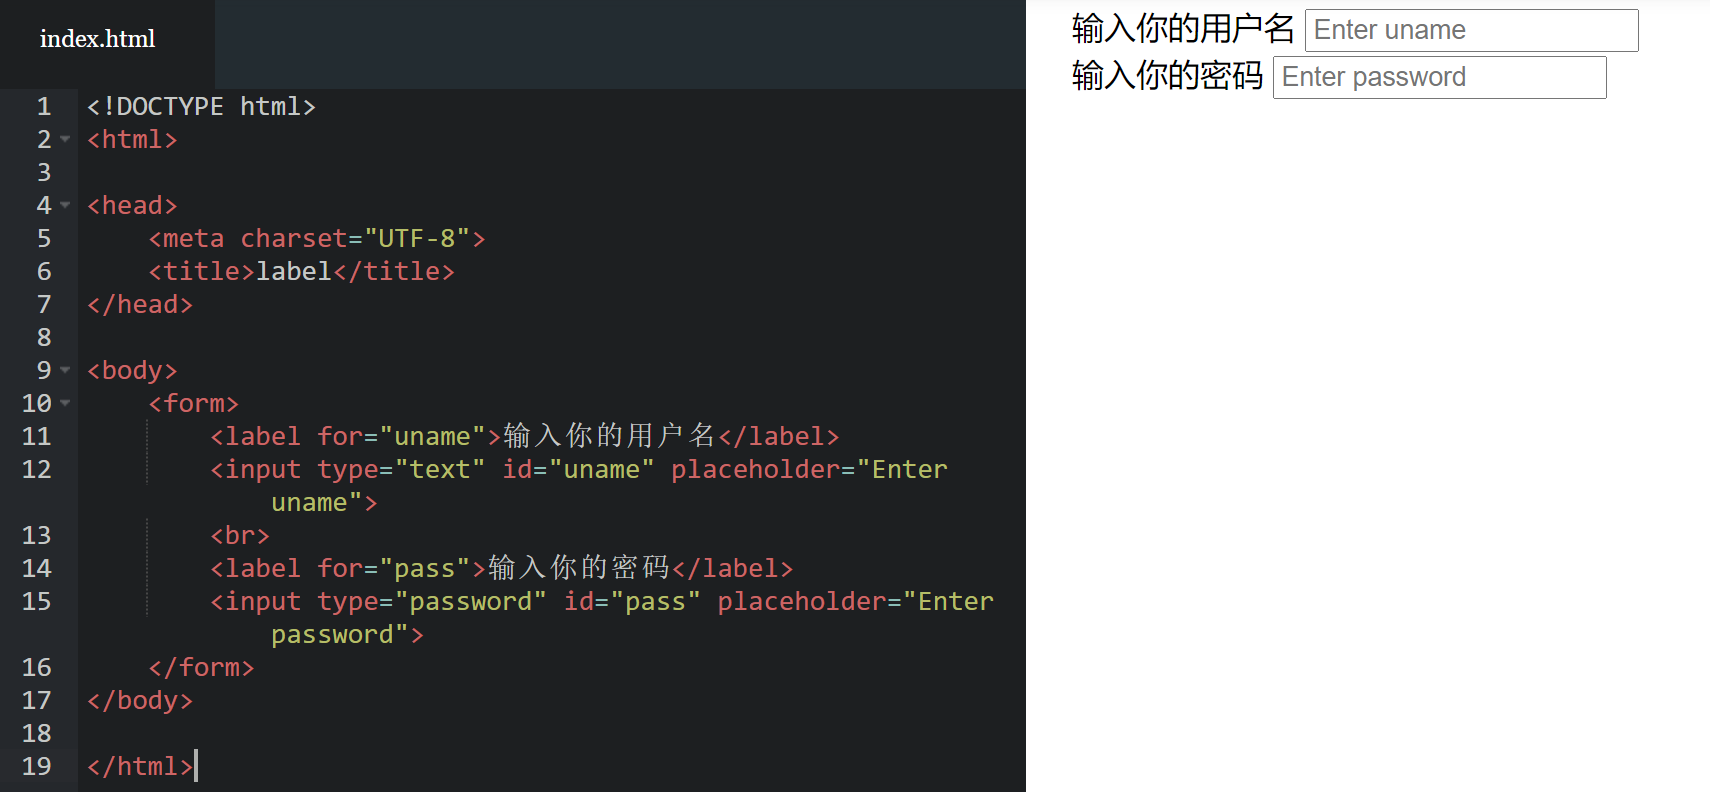 index.html
1 <!DOCTYPE html>
2 <html>
3
4 <head>
5 <meta charset="UTF-8">
6 <title>label</title>
7 </head>
8
9 <body>
10 <form>
11 <label for="uname">输入你的用户名</label>
12 <input type="text" id="uname" placeholder="Enter
uname">
13 <br>
14 <label for="pass">输入你的密码</label>
15 <input type="password" id="pass" placeholder="Enter
password">
16 </form>
17 </body>
18
19 </html>
输入你的用户名 Enter uname
输入你的密码 Enter password